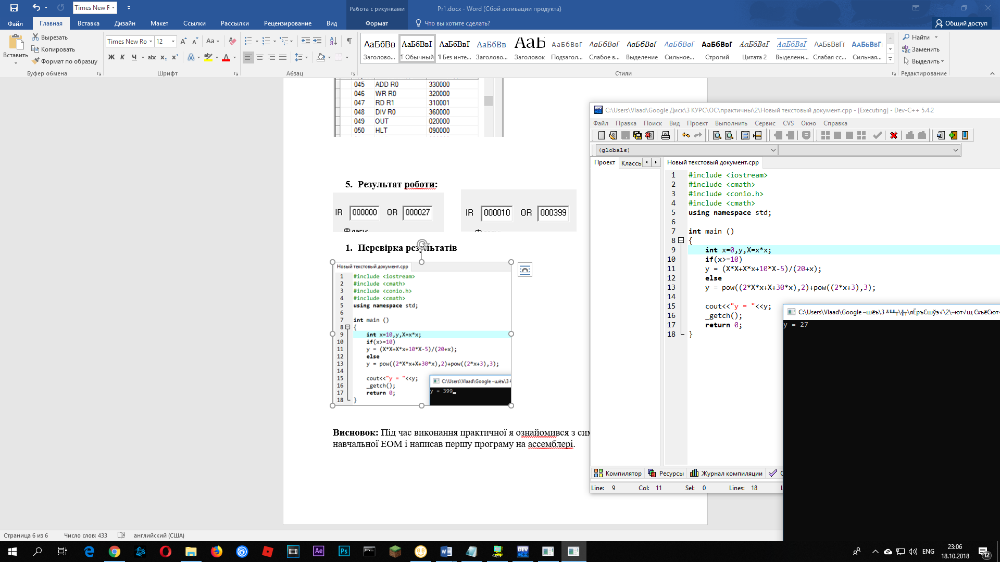 Times New R
Работа с рисунками
Pr1.docx - Word (Сбой активации продукта)
Файл
Главная
Вставка
Дизайн
Макет
Ссылки
Рассылки
Рецензирование
Вид
Формат
Что вы хотите сделать?
Общий доступ
Вставить
Вырезать
Копировать
Формат по образцу
Буфер обмена
Times New Ro
12
Aa
Ж К Ч abc x₂ x²
Шрифт
Абзац
АаБбВв АаБбВвГ АаБбВвГ АаБбВв АаЬ АаБбВвГ АаБбВвГ АаБбВвГ АаБбВвГ АаБбВвГ АаБбВвГ АаБбВвГ АаБбВвГг АаБбВвГ
Заголово... ¶ Обычный ¶ Без инте... Заголово... Заголовок Подзагол... Слабое в... Выделение Сильное... Строгий Цитата 2 Выделенн... Слабая сс... Сильная...
Стили
Найти
Заменить
Выделить
Редактирование
045 ADD R0 330000
046 WR R0 320000
047 RD R1 310001
048 DIV R0 360000
049 OUT 020000
050 HLT 090000
5. Результат роботи:
IR 000000 OR 000027
IR 000010 OR 000399
1. Перевірка результатів
Новый текстовый документ.cpp
1 #include <iostream>
2 #include <cmath>
3 #include <conio.h>
4 #include <cmath>
5 using namespace std;
6
7 int main ()
8 {
9 int x=10,y,X=x*x;
10 if(x>=10)
11 y = (X*X+X*x+10*X-5)/(20+x);
12 else
13 y = pow((2*X*x+X+30*x),2)+pow((2*x+3),3);
14
15 cout<<"y = "<<y;
16 _getch();
17 return 0;
18 }
C:\Users\Vlaad\Google –шёъ\3
y = 399
Висновок: Під час виконання практичної я ознайомився з сим
навчальної ЕОМ і написав першу програму на ассемблері.
C:\Users\Vlaad\Google Диск\3 КУРС\ОС\практичны\2\Новый текстовый документ.cpp - [Executing] - Dev-C++ 5.4.2
Файл Правка Поиск Вид Проект Выполнить Сервис CVS Окно Справка
(globals)
Проект Классь
Новый текстовый документ.cpp
1 #include <iostream>
2 #include <cmath>
3 #include <conio.h>
4 #include <cmath>
5 using namespace std;
6
7 int main ()
8 {
9 int x=0,y,X=x*x;
10 if(x>=10)
11 y = (X*X+X*x+10*X-5)/(20+x);
12 else
13 y = pow((2*X*x+X+30*x),2)+pow((2*x+3),3);
14
15 cout<<"y = "<<y;
16 _getch();
17 return 0;
18 }
C:\Users\Vlaad\Google –шёъ\3
y = 27
Компилятор Ресурсы Журнал компиляции
Line: 9 Col: 11 Sel: 0 Lines: 18
Страница 6 из 6 Число слов: 433 английский (США)
Ae
Ps
DEV
ENG
23:06
18.10.2018
12